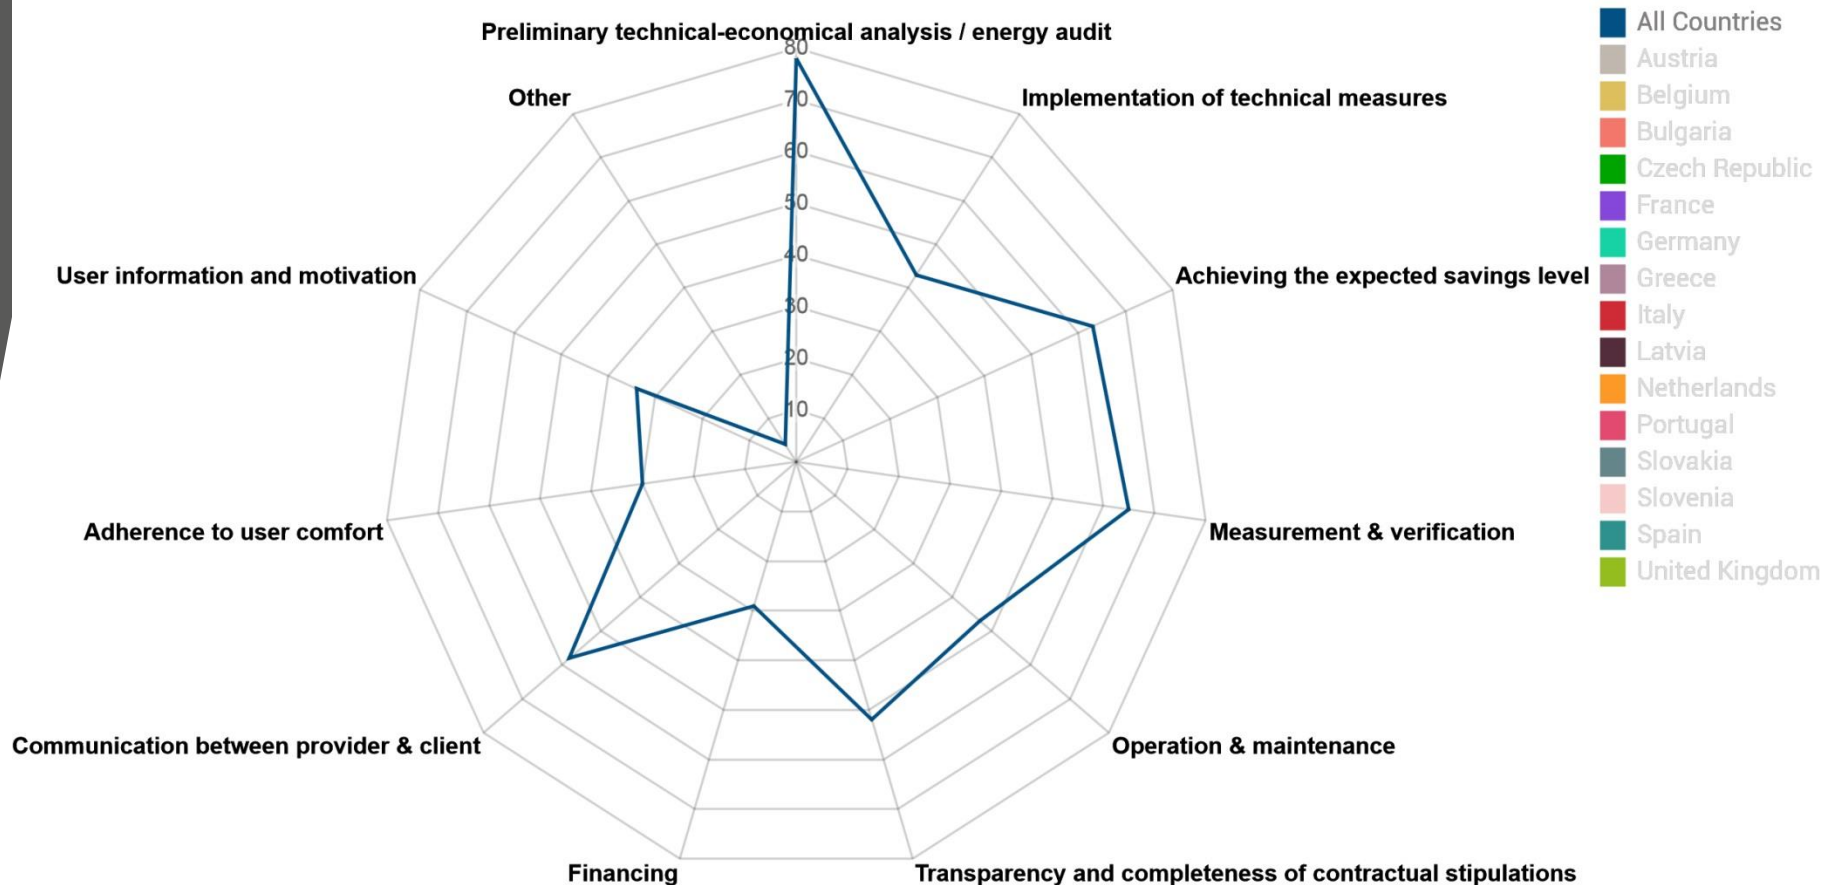 Preliminary technical-economical analysis / energy audit
80
Other
Implementation of technical measures
70
60
50
40
User information and motivation
Achieving the expected savings level
30
20
10
Adherence to user comfort
Measurement & verification
Communication between provider & client
Operation & maintenance
Financing
Transparency and completeness of contractual stipulations
All Countries
Austria
Belgium
Bulgaria
Czech Republic
France
Germany
Greece
Italy
Latvia
Netherlands
Portugal
Slovakia
Slovenia
Spain
United Kingdom